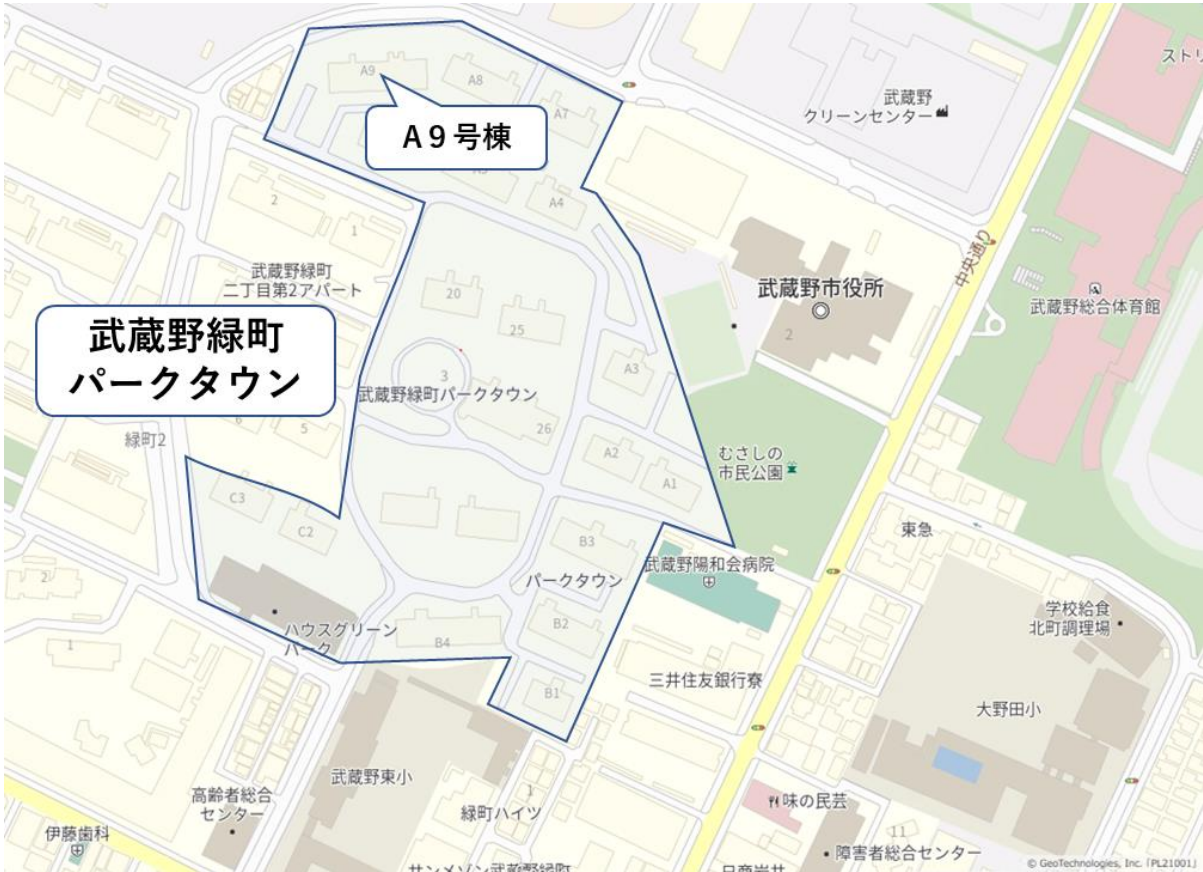 A9
A8
A7
A9号棟
A4
武蔵野
クリーンセンター
中央通り
武蔵野総合体育館
武蔵野市役所
2
2
1
武蔵野緑町
二丁目第2アパート
武蔵野緑町
パークタウン
20
25
A3
3
武蔵野緑町パークタウン
26
5
緑町2
A2
A1
むさしの
市民公園
C3
C2
B3
パークタウン
武蔵野陽和会病院
東急
学校給食
北町調理場
2
1
ハウスグリーン
パーク
B4
B2
B1
三井住友銀行寮
大野田小
武蔵野東小
高齢者総合
センター
伊藤歯科
緑町ハイツ
1
味の民芸
11
障害者総合センター
© GeoTechnologies, Inc. [PL21001]